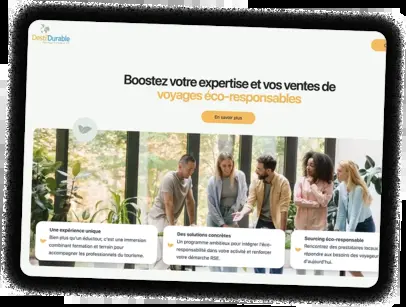 Desti Durable
Boostez votre expertise et vos ventes de
voyages éco-responsables
En savoir plus
Une expérience unique
Bien plus qu'un éductour, c'est une immersion
combinant formation et terrain pour
accompagner les professionnels du tourisme.
Des solutions concrètes
Un programme ambitieux pour intégrer l'éco-
responsabilité dans votre activité et renforcer
votre démarche RSE.
Sourcing éco-responsable
Rencontrez des prestataires locaux
répondre aux besoins des voyageurs
d'aujourd'hui.